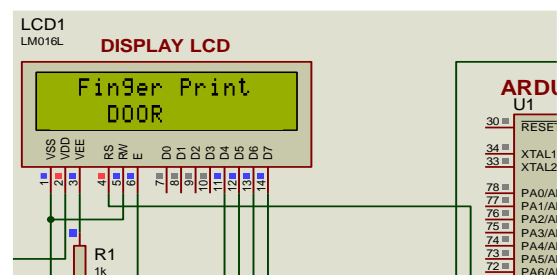 LCD1
LM016L
DISPLAY LCD
Fin9er Print
DOOR
VSS
VDD
VEE
RS
RW
E
D0
D1
D2
D3
D4
D5
D6
D7
1
2
3
4
5
6
7
8
9
10
11
12
13
14
R1
1k
ARDU
U1
30
RESET
34
XTAL1
33
XTAL2
78
PA0/A
77
PA1/A
76
PA2/A
75
PA3/A
74
PA4/A
73
PA5/A
72
PA6/A